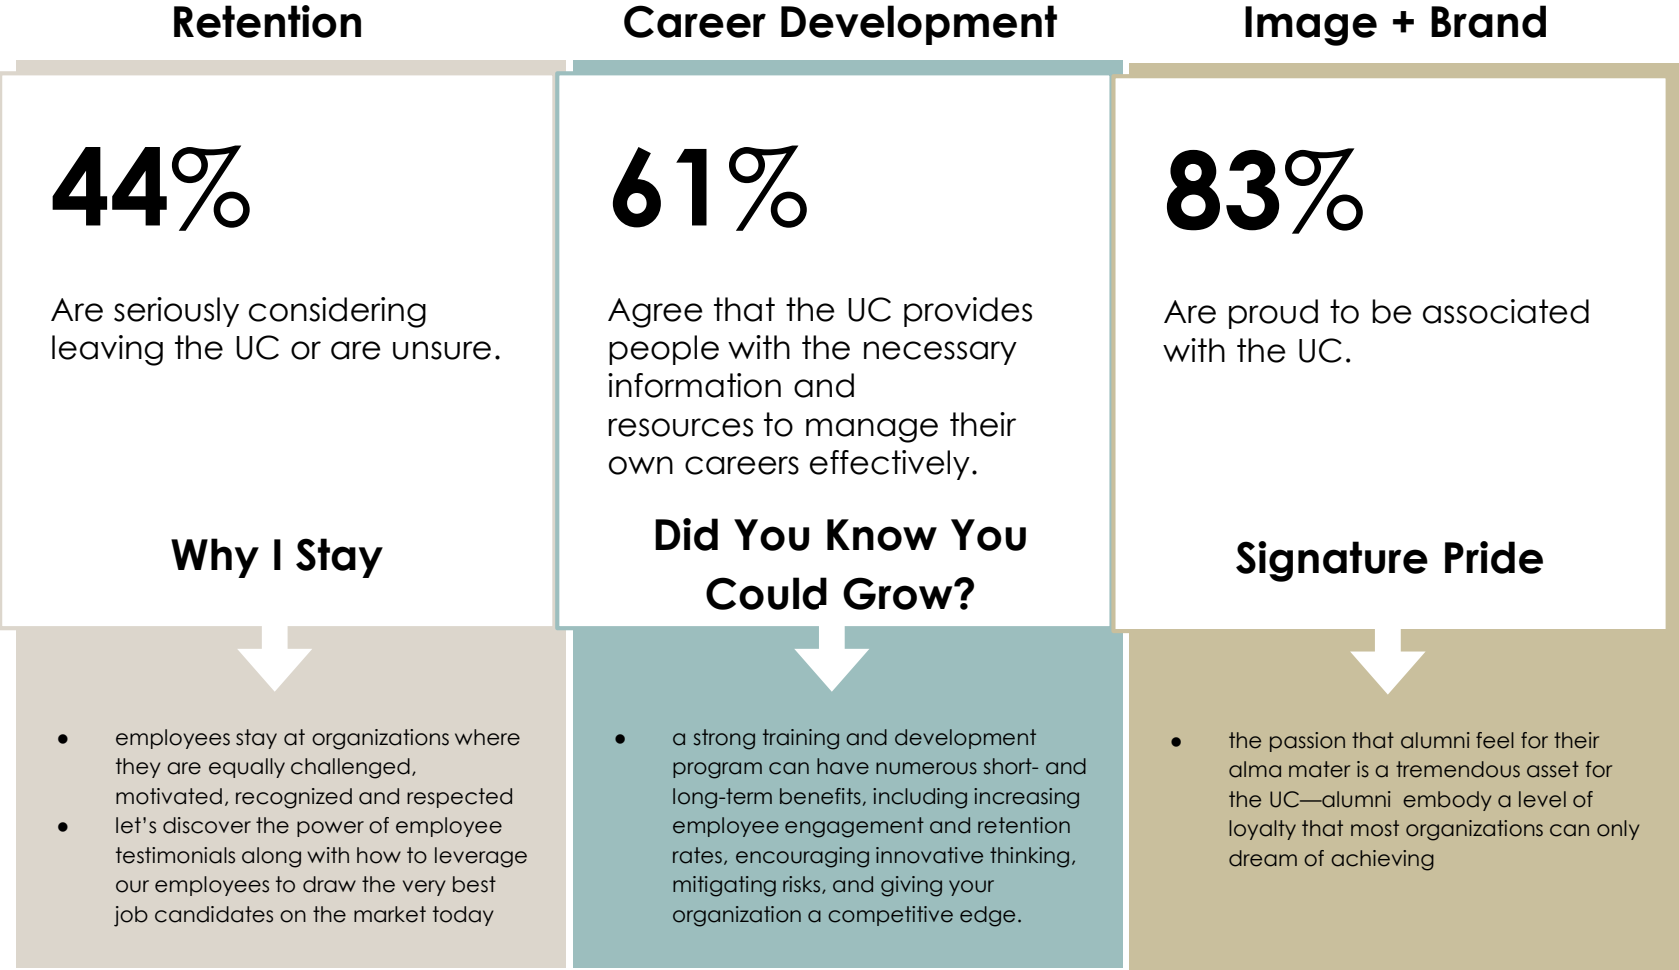 Retention
44%
Are seriously considering
leaving the UC or are unsure.
Why I Stay
● employees stay at organizations where
they are equally challenged,
motivated, recognized and respected
● let’s discover the power of employee
testimonials along with how to leverage
our employees to draw the very best
job candidates on the market today
Career Development
61%
Agree that the UC provides
people with the necessary
information and
resources to manage their
own careers effectively.
Did You Know You
Could Grow?
● a strong training and development
program can have numerous short- and
long-term benefits, including increasing
employee engagement and retention
rates, encouraging innovative thinking,
mitigating risks, and giving your
organization a competitive edge.
Image + Brand
83%
Are proud to be associated
with the UC.
Signature Pride
● the passion that alumni feel for their
alma mater is a tremendous asset for
the UC—alumni embody a level of
loyalty that most organizations can only
dream of achieving